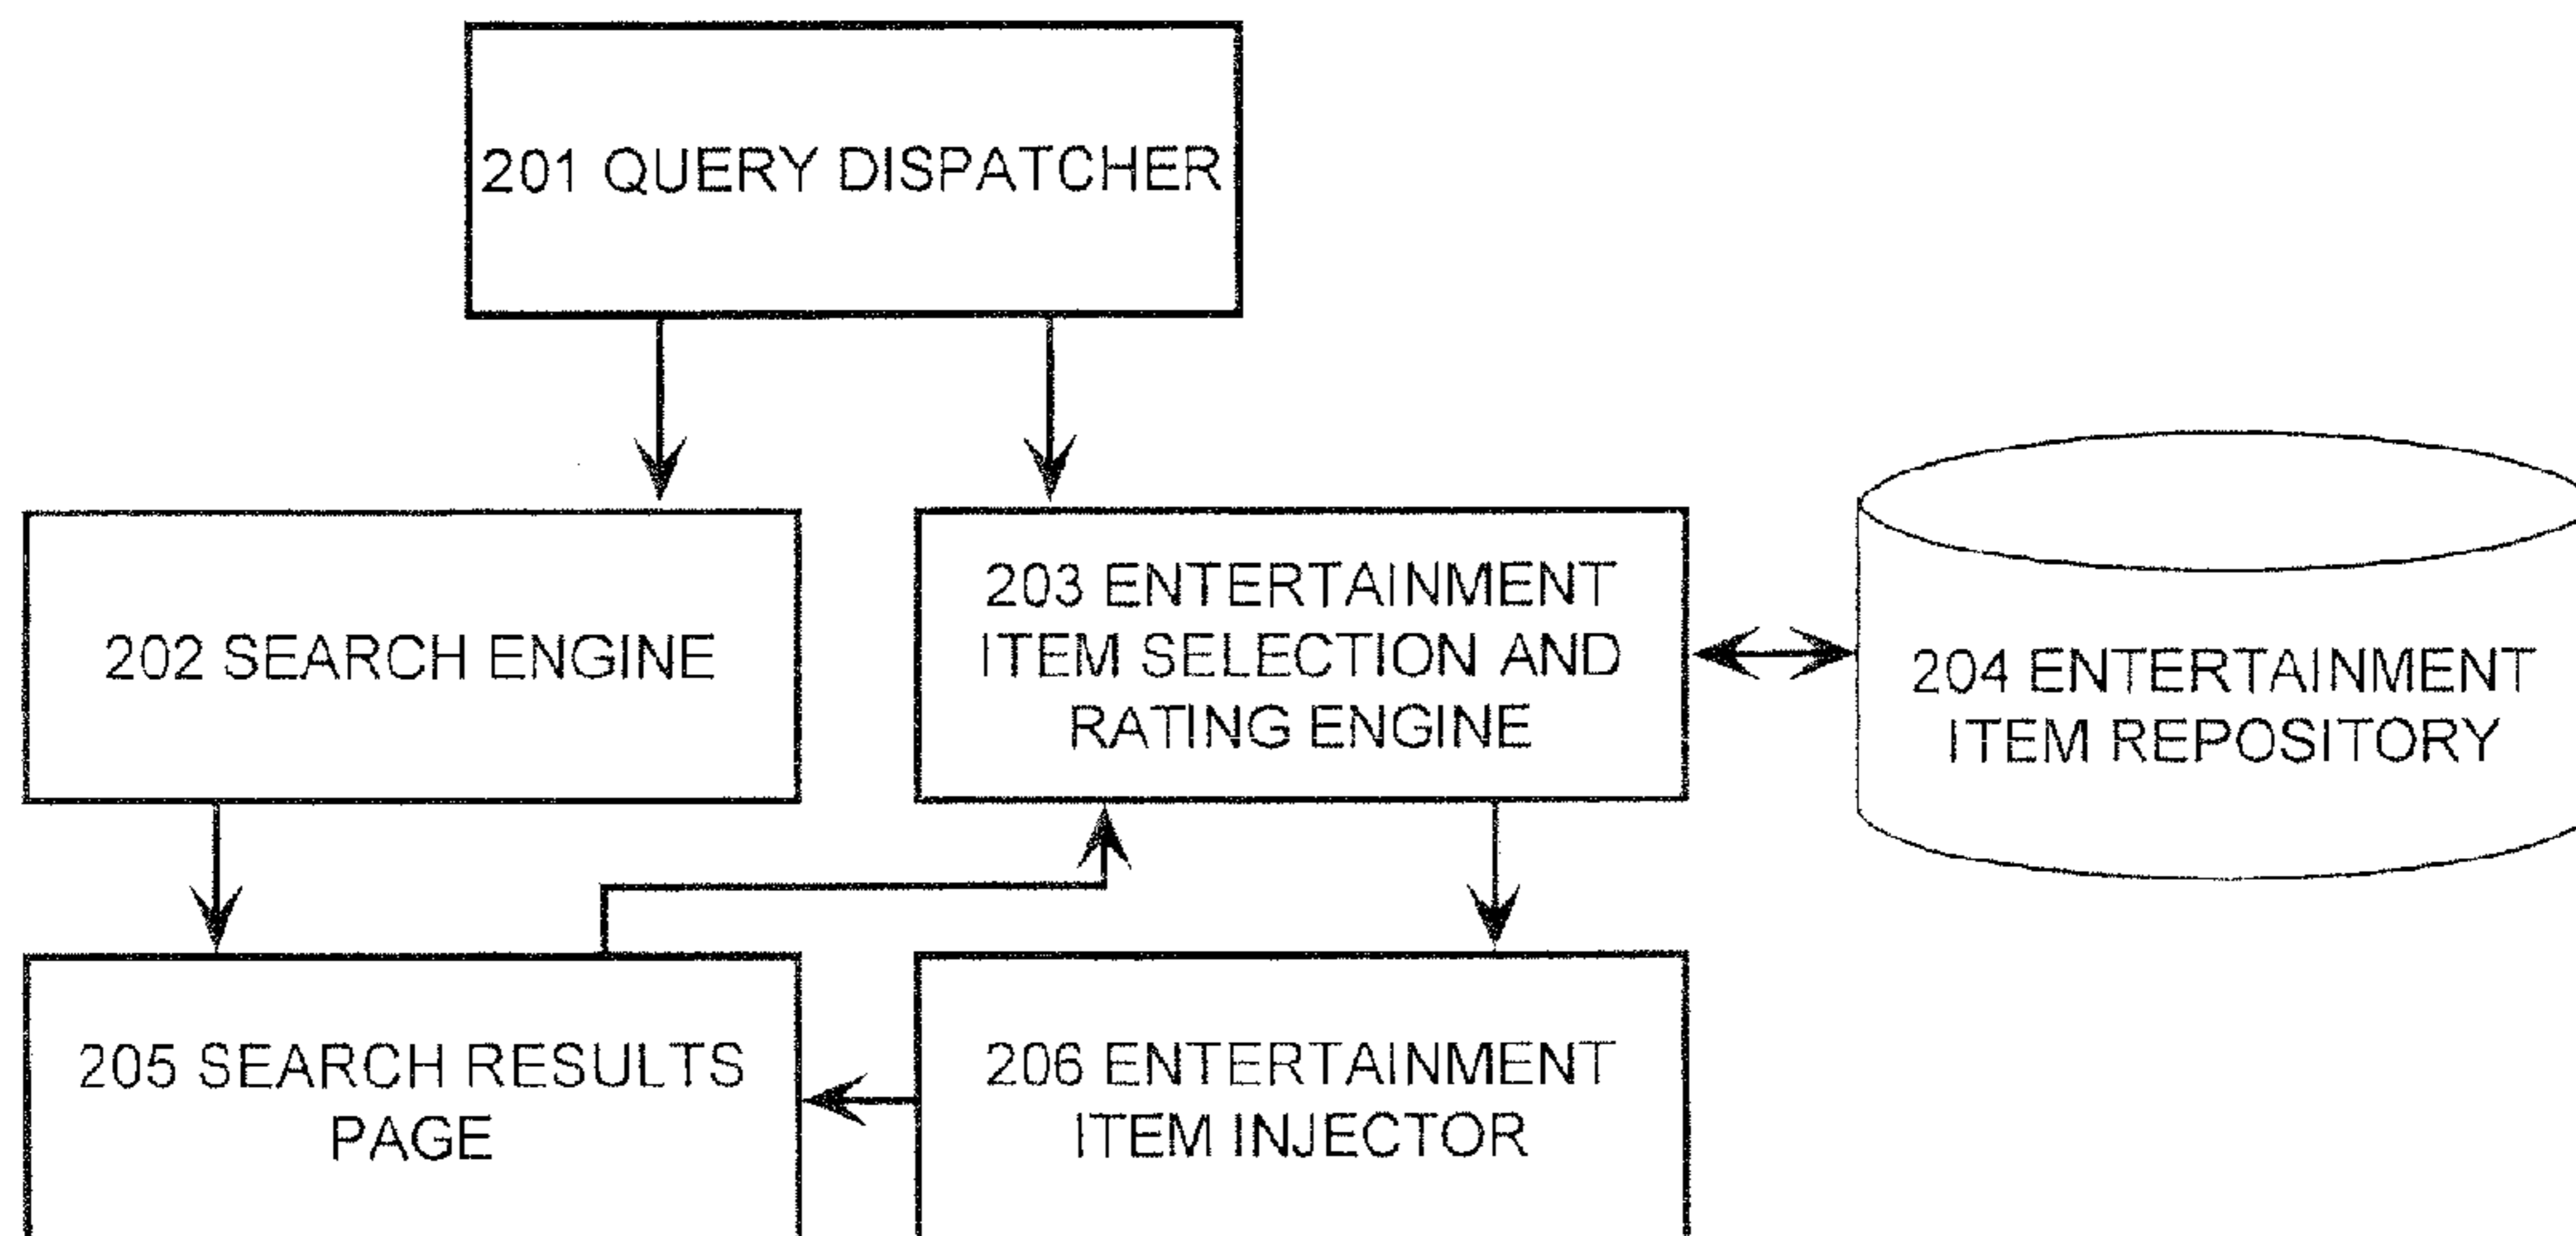 201 QUERY DISPATCHER
202 SEARCH ENGINE
203 ENTERTAINMENT
ITEM SELECTION AND
RATING ENGINE
204 ENTERTAINMENT
ITEM REPOSITORY
205 SEARCH RESULTS
PAGE
206 ENTERTAINMENT
ITEM INJECTOR